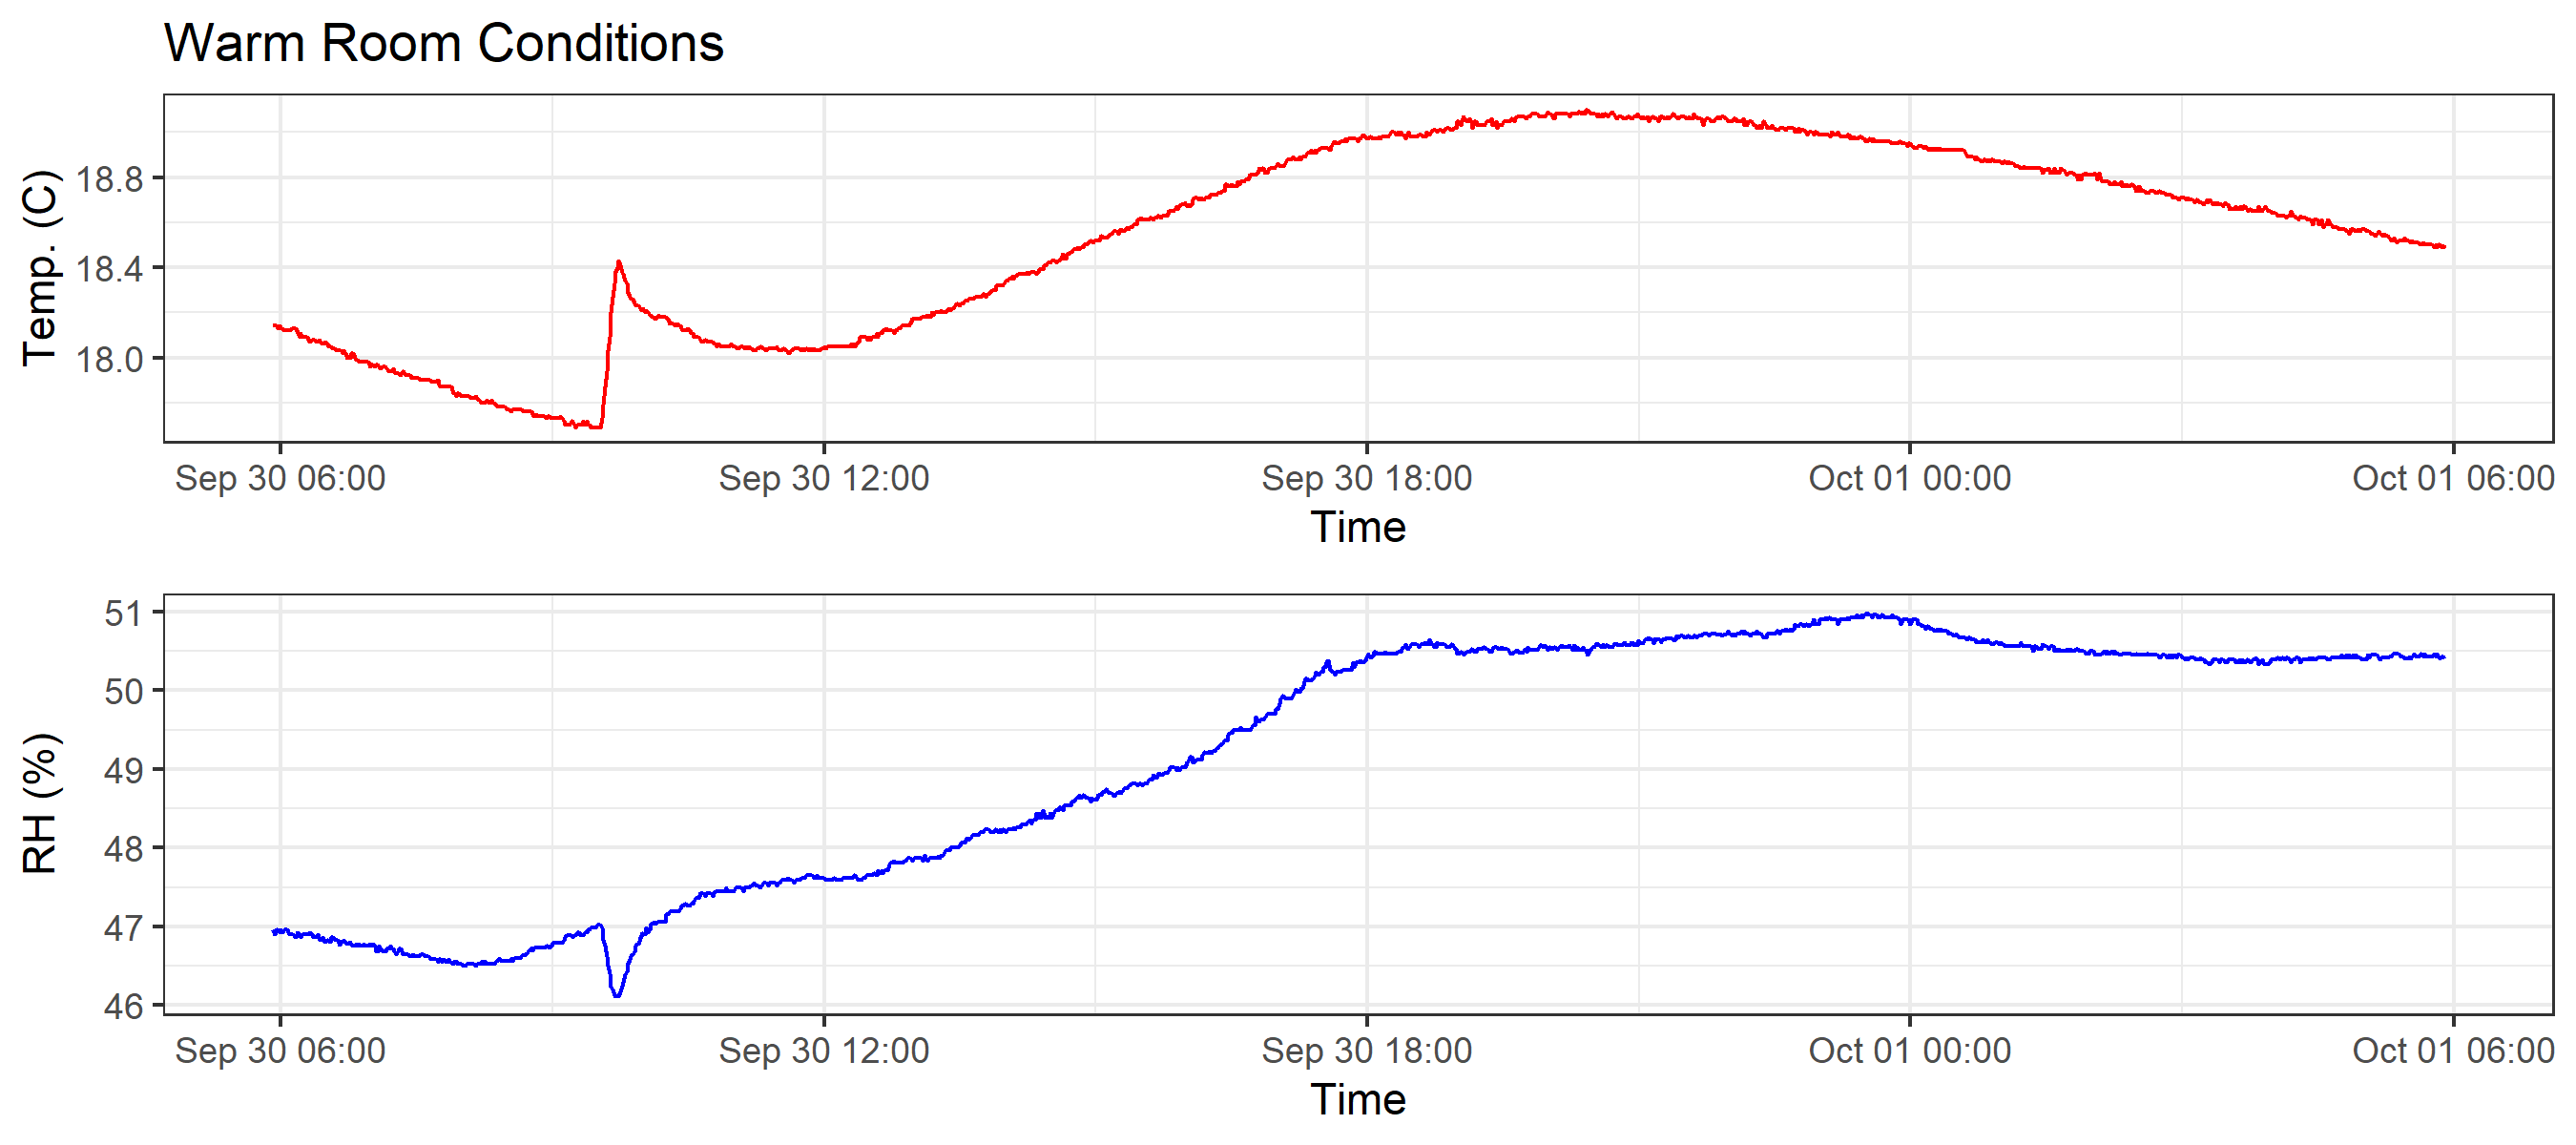 Warm Room Conditions
Temp. (C)
18.8
18.4
18.0
Sep 30 06:00 Sep 30 12:00 Sep 30 18:00 Oct 01 00:00 Oct 01 06:00
Time
RH (%)
51
50
49
48
47
46
Sep 30 06:00 Sep 30 12:00 Sep 30 18:00 Oct 01 00:00 Oct 01 06:00
Time